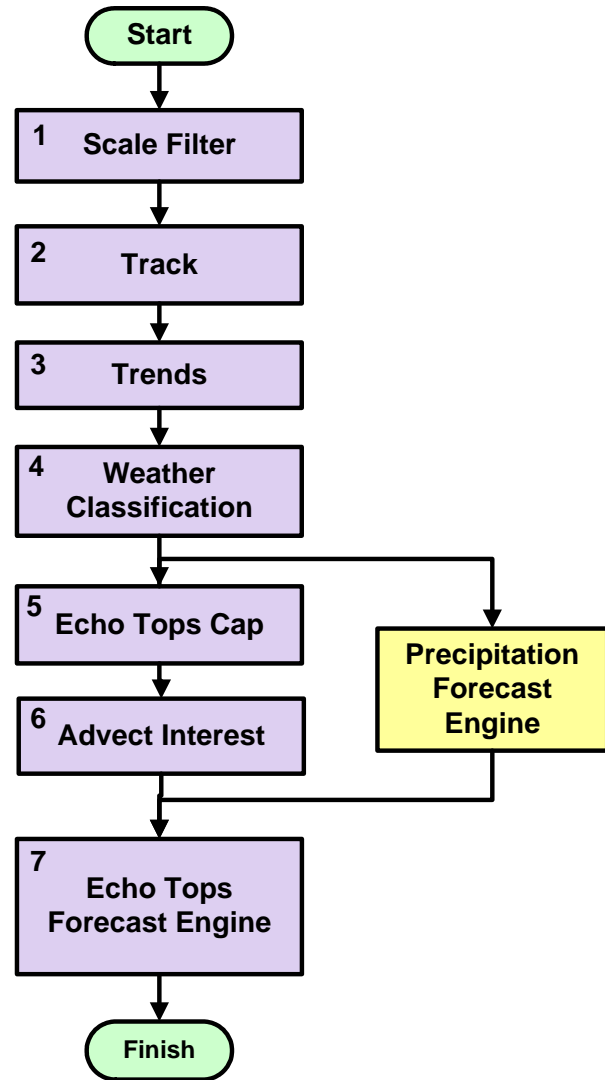 Start
1
Scale Filter
2
Track
3
Trends
4
Weather
Classification
5
Echo Tops Cap
Precipitation
Forecast
Engine
6
Advect Interest
7
Echo Tops
Forecast Engine
Finish